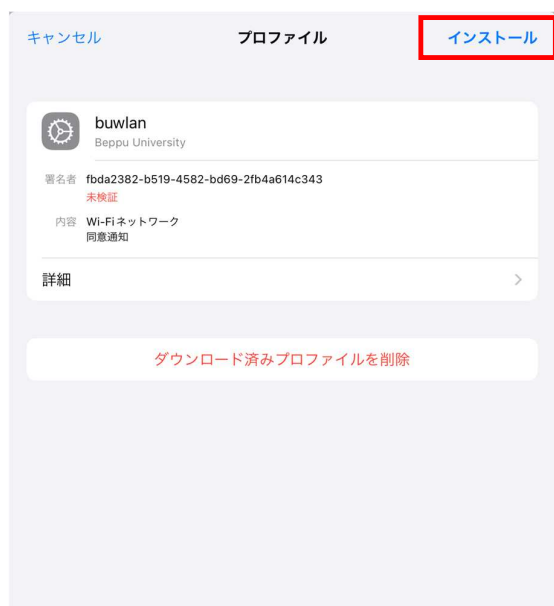 キャンセル プロファイル インストール
buwlan
Beppu University
署名者 fbda2382-b519-4582-bd69-2fb4a614c343
未検証
内容 Wi-Fiネットワーク
同意通知
詳細
ダウンロード済みプロファイルを削除